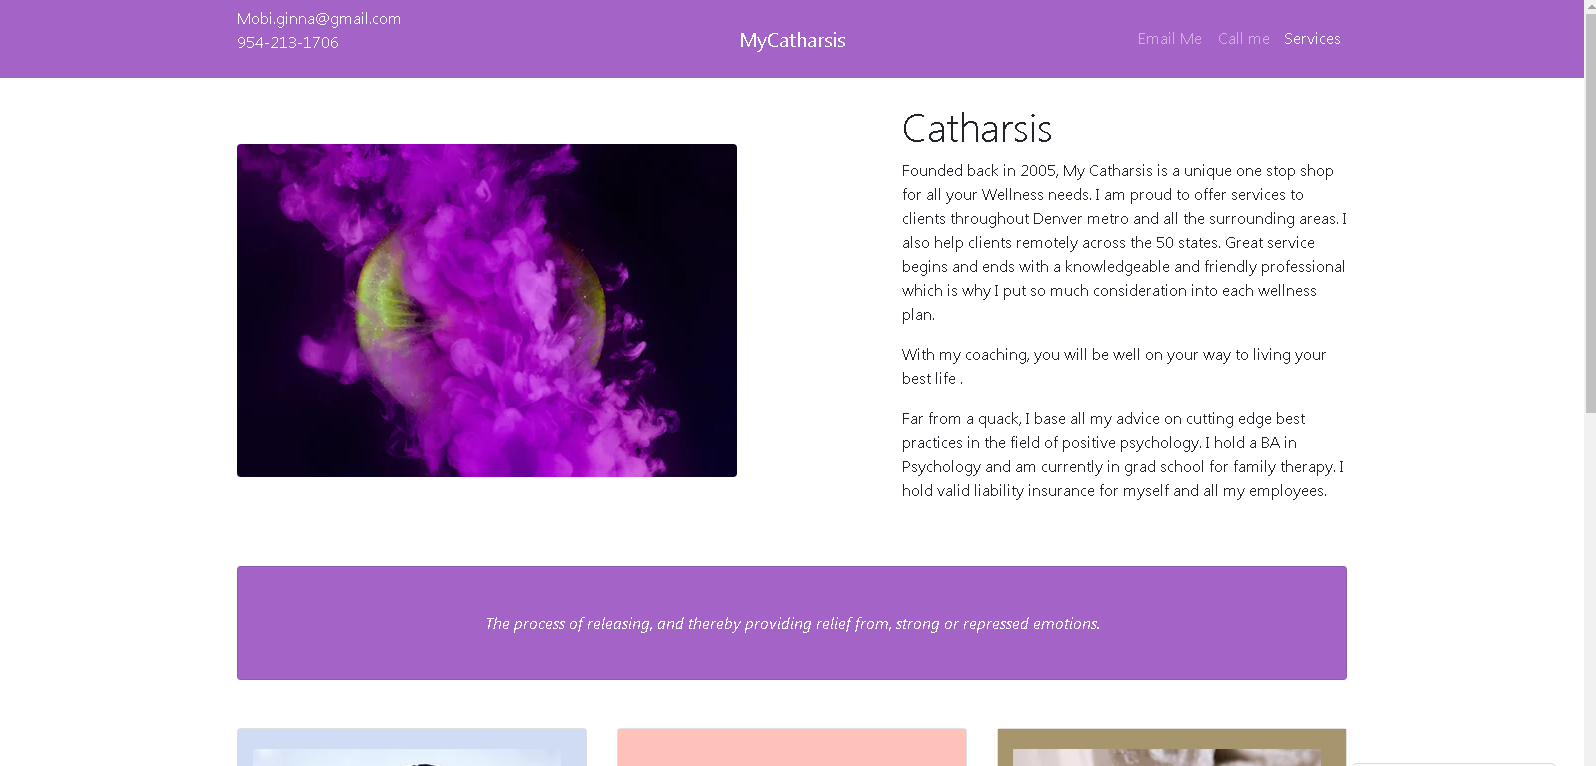 Mobi.ginna@gmail.com
954-213-1706
MyCatharsis
Email Me Call me Services
Catharsis
Founded back in 2005, My Catharsis is a unique one stop shop
for all your Wellness needs. I am proud to offer services to
clients throughout Denver metro and all the surrounding areas. I
also help clients remotely across the 50 states. Great service
begins and ends with a knowledgeable and friendly professional
which is why I put so much consideration into each wellness
plan.
With my coaching, you will be well on your way to living your
best life .
Far from a quack, I base all my advice on cutting edge best
practices in the field of positive psychology. I hold a BA in
Psychology and am currently in grad school for family therapy. I
hold valid liability insurance for myself and all my employees.
The process of releasing, and thereby providing relief from, strong or repressed emotions.